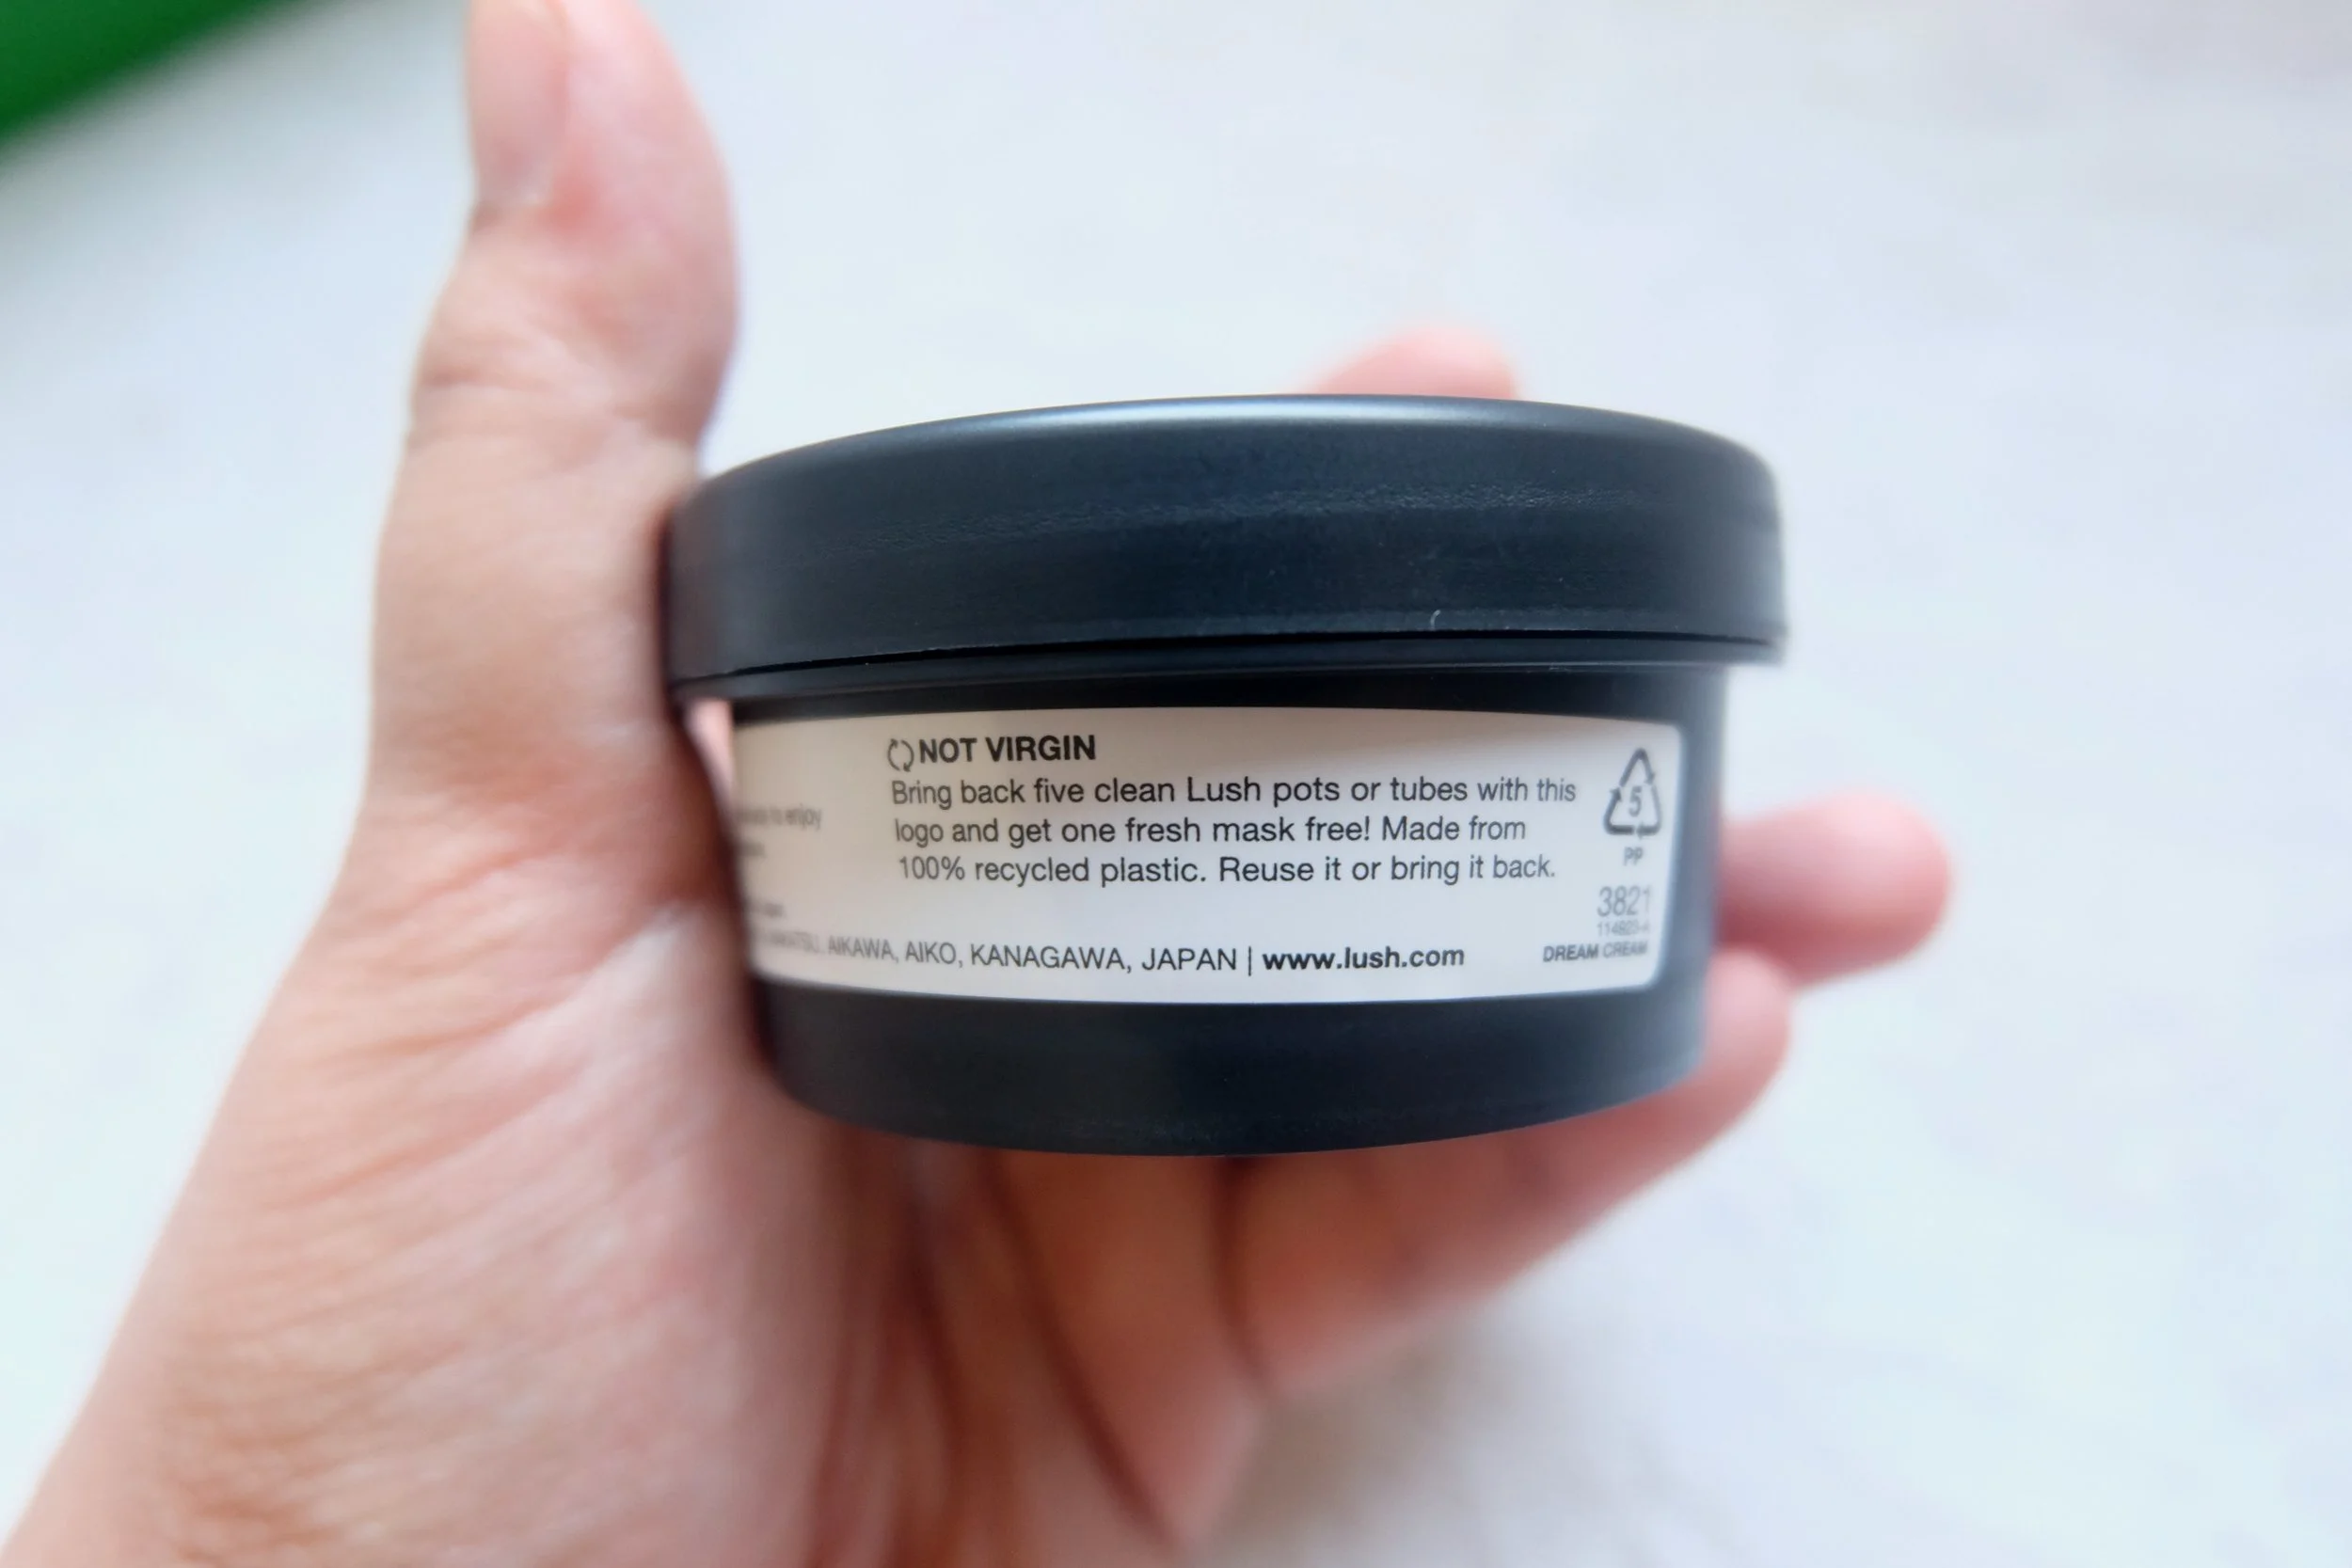 NOT VIRGIN
Bring back five clean Lush pots or tubes with this
logo and get one fresh mask free! Made from
100% recycled plastic. Reuse it or bring it back.
5
PP
3821
DREAM CREAM
to enjoy
AIKAWA, AIKO, KANAGAWA, JAPAN | www.lush.com